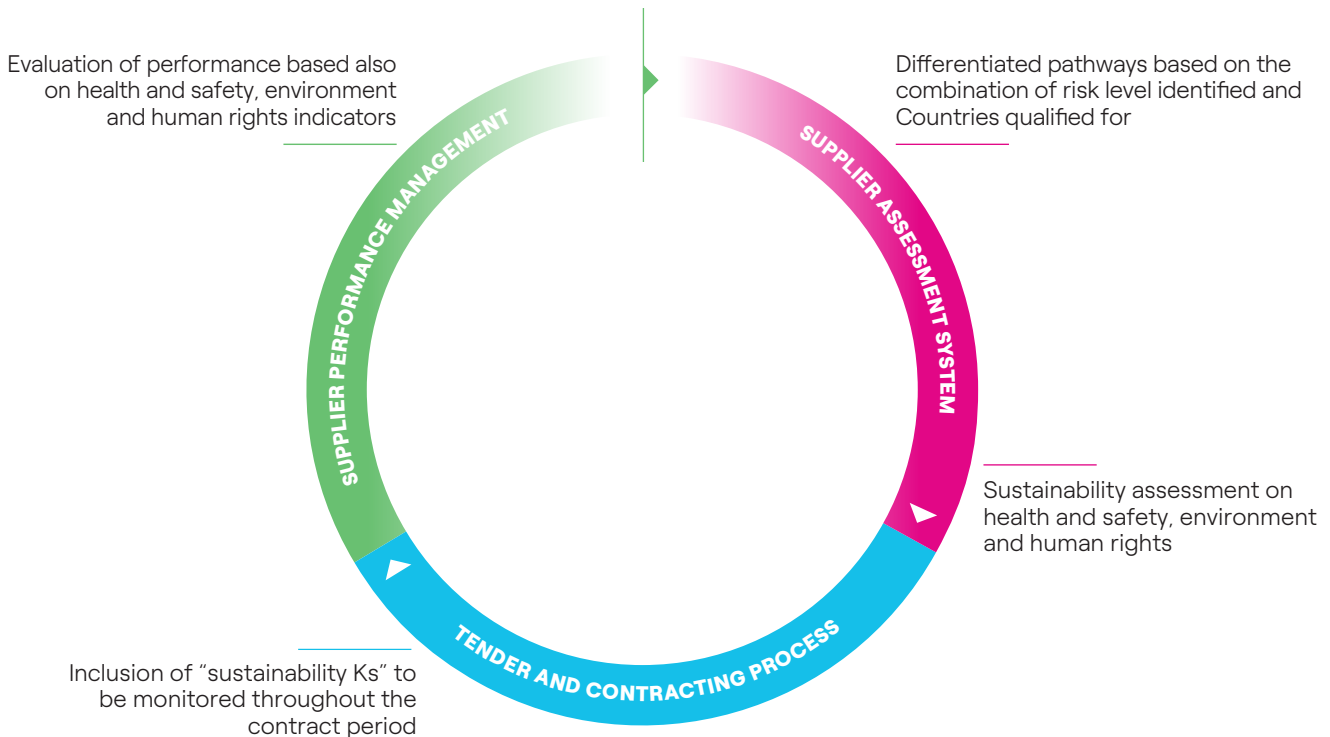 Evaluation of performance based also
on health and safety, environment
and human rights indicators
Differentiated pathways based on the
combination of risk level identified and
Countries qualified for
SUPPLIER PERFORMANCE MANAGEMENT
SUPPLIER ASSESSMENT SYSTEM
Sustainability assessment on
health and safety, environment
and human rights
TENDER AND CONTRACTING PROCESS
Inclusion of “sustainability Ks” to
be monitored throughout the
contract period